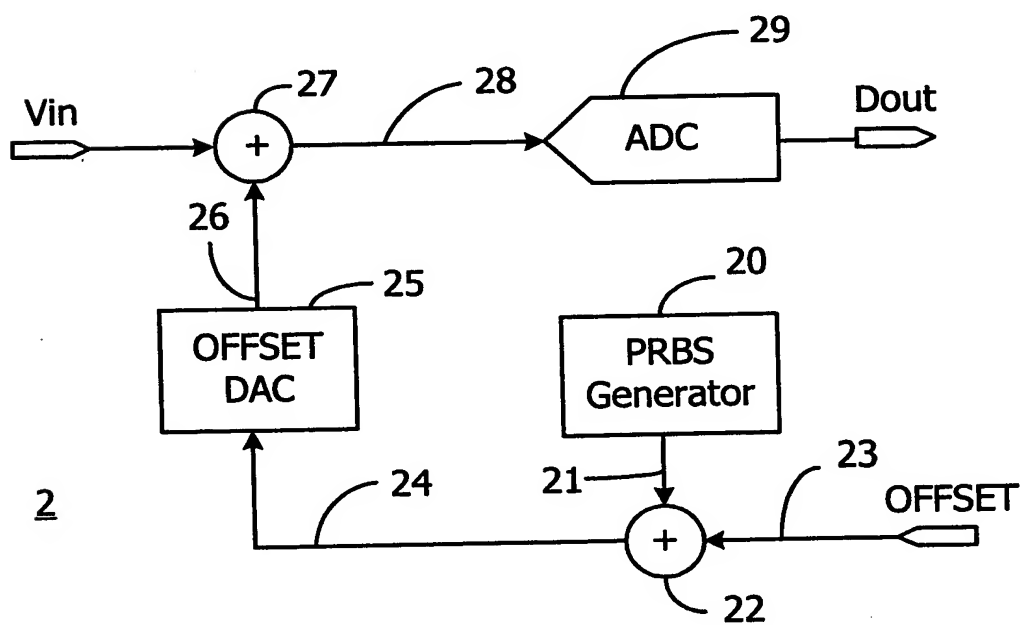 29
27
28
Vin
Dout
+
ADC
26
25
20
OFFSET
DAC
PRBS
Generator
24
21
23
2
OFFSET
+
22